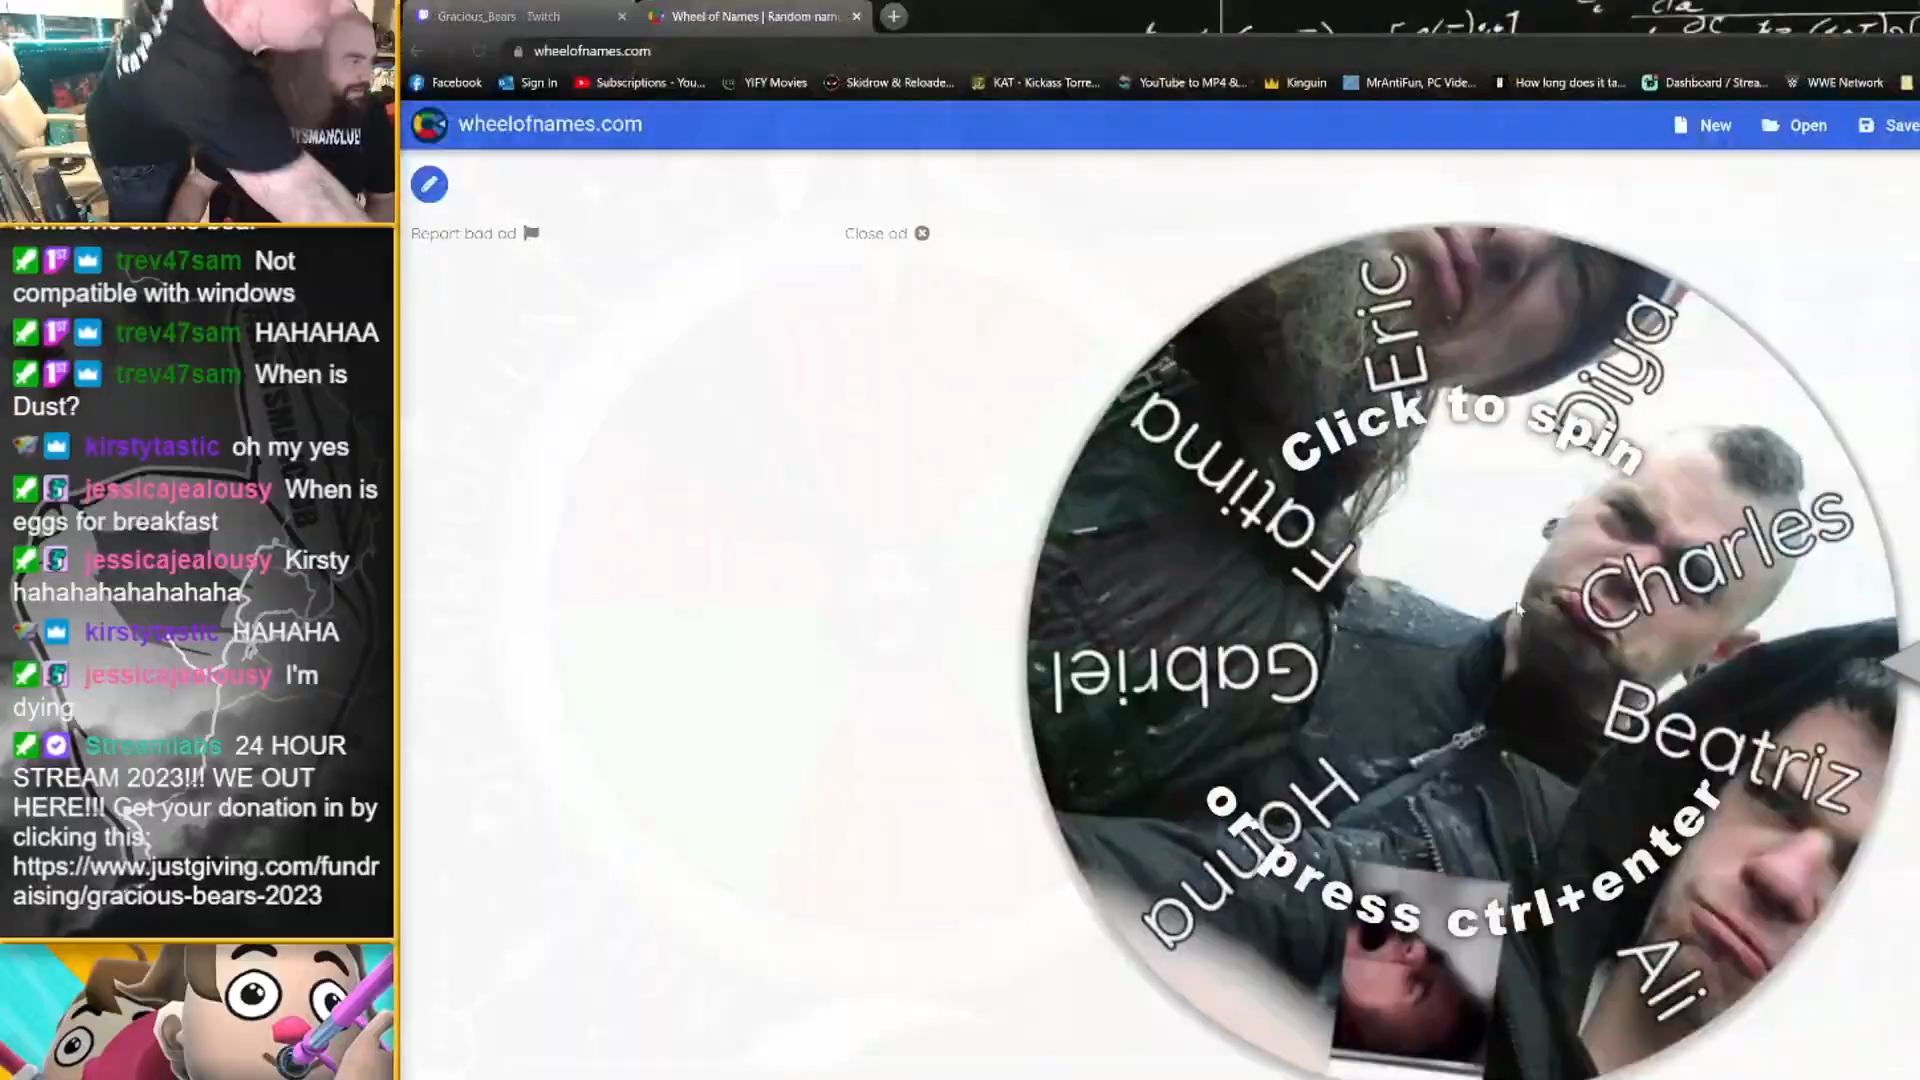 Gracious_Bears Twitch
Wheel of Names | Random nam
wheelofnames.com
Facebook
Sign In
Subscriptions - You...
YIFY Movies
Skidrow & Reloade...
KAT - Kickass Torre...
YouTube to MP4 &...
Kinguin
MrAntiFun, PC Vide...
How long does it ta...
Dashboard / Strea...
WWE Network
wheelofnames.com
New
Open
Save
Report bad ad
Close ad
trev47sam Not
compatible with windows
trev47sam HAHAHAA
trev47sam When is
Dust?
kirstytastic oh my yes
jessicajealousy When is
eggs for breakfast
jessicajealousy Kirsty
hahahahahahahaha
kirstytastic HAHAHA
jessicajealousy I'm
dying
Streamlabs 24 HOUR
STREAM 2023!!! WE OUT
HERE!!! Get your donation in by
clicking this;
https://www.justgiving.com/fundr
aising/gracious-bears-2023
Eric
Diya
Click to spin
Fatima
Charles
Gabriel
Beatriz
Hanna
or press ctrl+enter
Ali